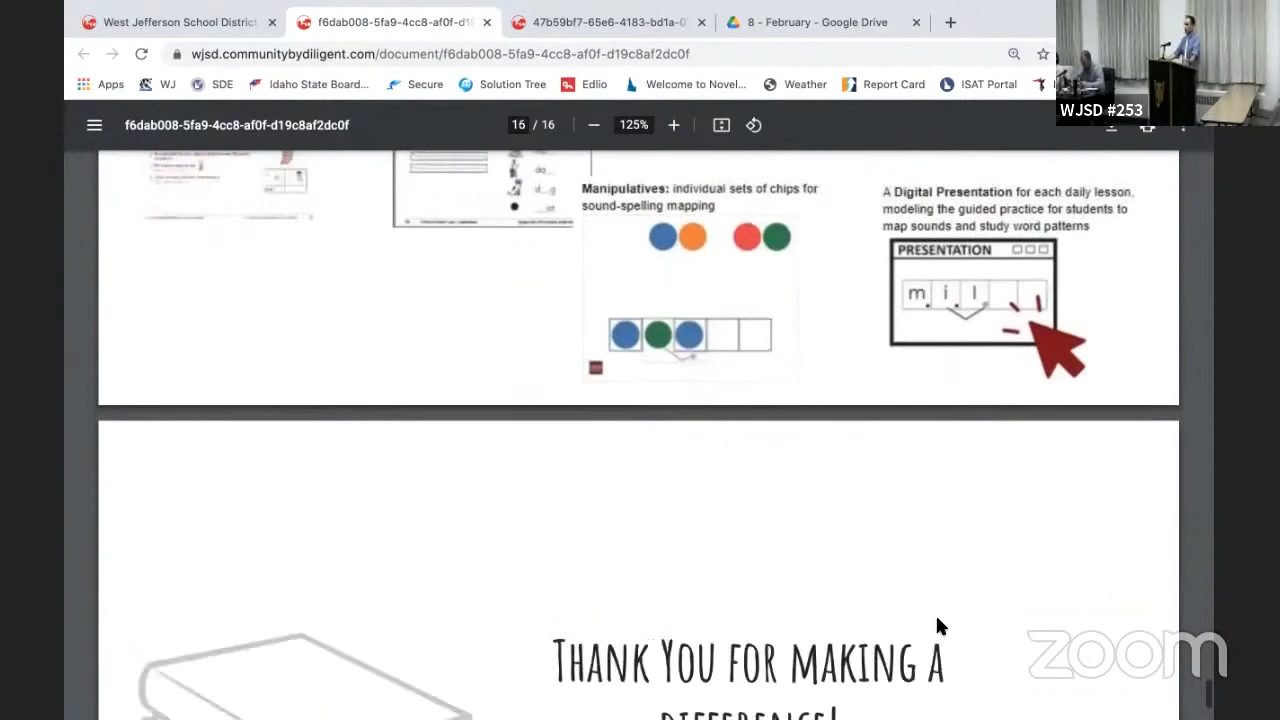 West Jefferson School District
f6dab008-5fa9-4cc8-af0f-d1
47b59bf7-65e6-4183-bd1a-0
8 - February - Google Drive
wjsd.communitybydiligent.com/document/f6dab008-5fa9-4cc8-af0f-d19c8af2dc0f
Apps
WJ
SDE
Idaho State Board...
Secure
Solution Tree
Edlio
Welcome to Novel...
Weather
Report Card
ISAT Portal
WJSD #253
f6dab008-5fa9-4cc8-af0f-d19c8af2dc0f
16 / 16
125%
Manipulatives: individual sets of chips for
sound-spelling mapping
A Digital Presentation for each daily lesson,
modeling the guided practice for students to
map sounds and study word patterns
PRESENTATION
m i l
THANK YOU FOR MAKING A
DIFFERENCE!
zoom